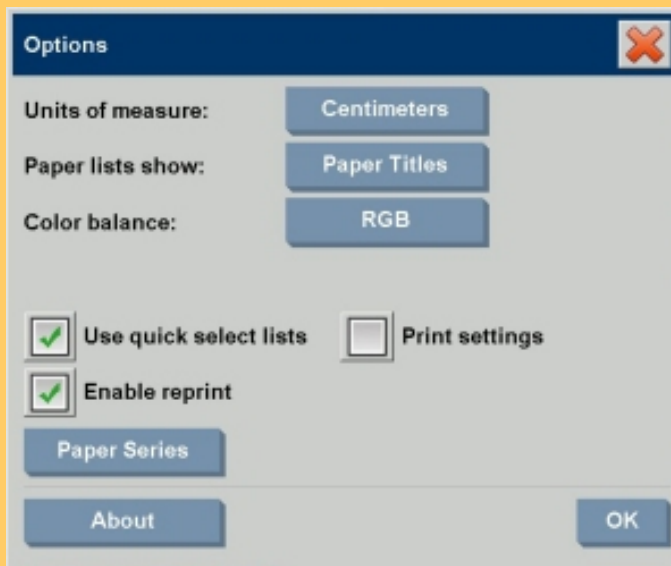 Options
Units of measure: Centimeters
Paper lists show: Paper Titles
Color balance: RGB
Use quick select lists Print settings
Enable reprint
Paper Series
About OK